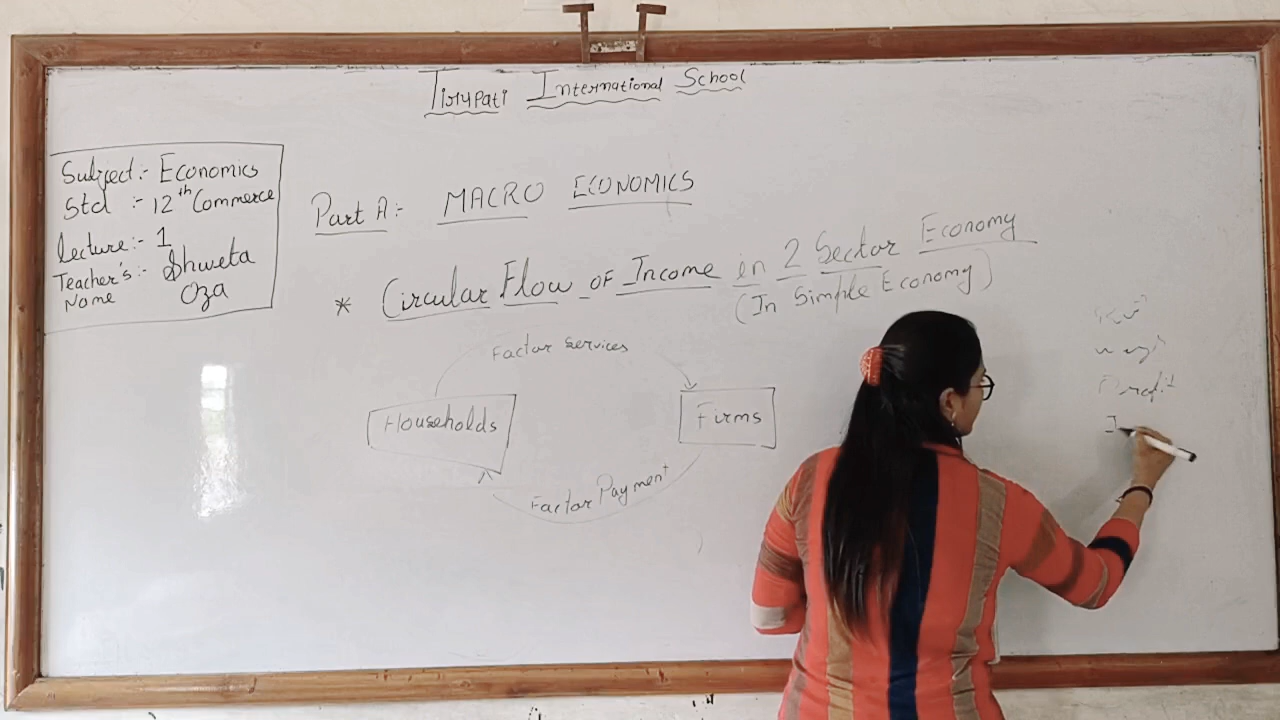 Tirupati International School
Subject:- Economics
Std :- 12th Commerce
Lecture:- 1
Teacher's Name :- Shweta Oza
Part A:- MACRO ECONOMICS
* Circular Flow of Income in 2 Sector Economy
(In Simple Economy)
Factor Services
Households
Firms
Factor Payment
Profit